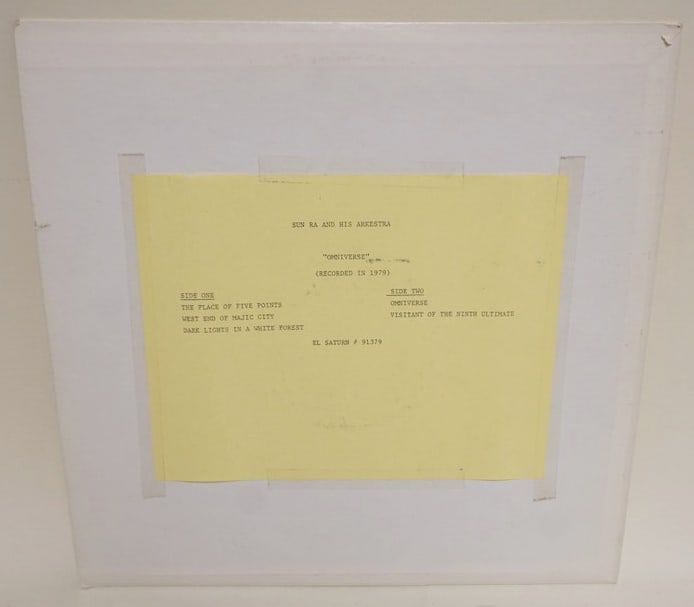 SUN RA AND HIS ARKESTRA
"OMNIVERSE"
(RECORDED IN 1979)
SIDE ONE
THE PLACE OF FIVE POINTS
WEST END OF MAJIC CITY
DARK LIGHTS IN A WHITE FOREST
SIDE TWO
OMNIVERSE
VISITANT OF THE NINTH ULTIMATE
EL SATURN # 91379